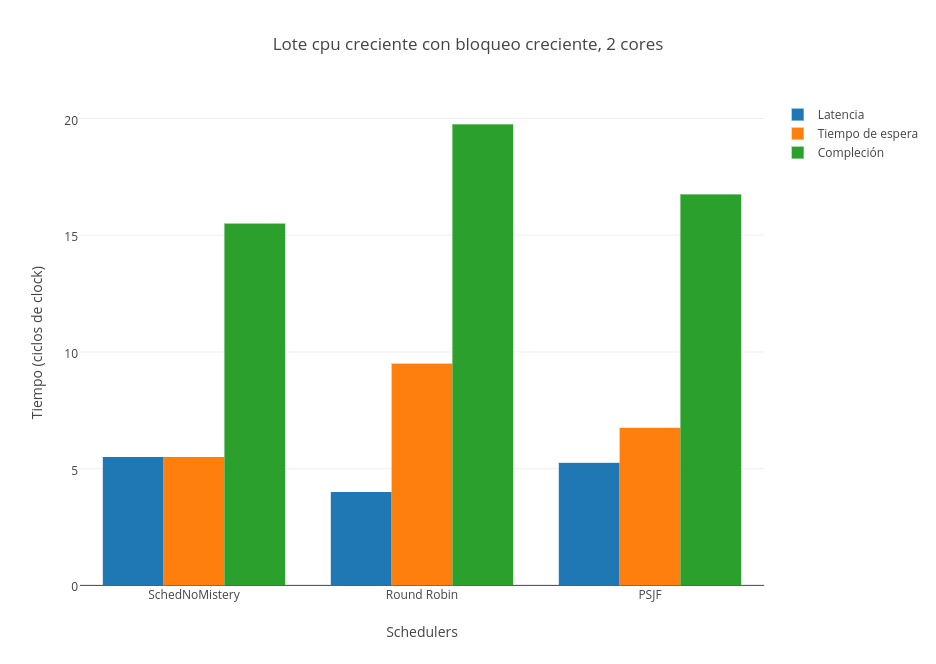 Lote cpu creciente con bloqueo creciente, 2 cores
Latencia
Tiempo de espera
Compleción
Tiempo (ciclos de clock)
20
15
10
5
0
SchedNoMistery
Round Robin
PSJF
Schedulers